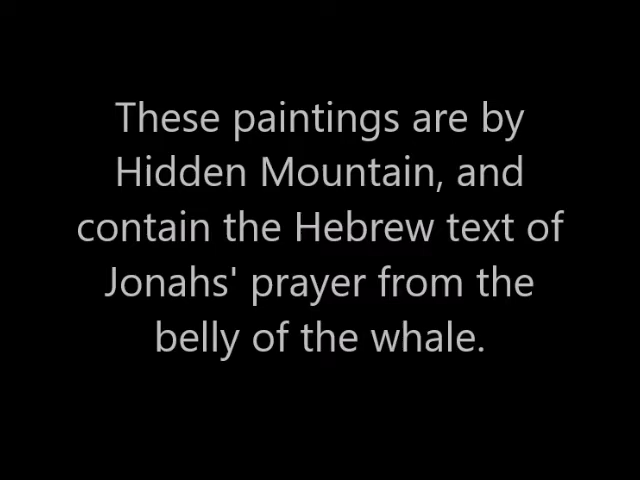 These paintings are by
Hidden Mountain, and
contain the Hebrew text of
Jonahs' prayer from the
belly of the whale.